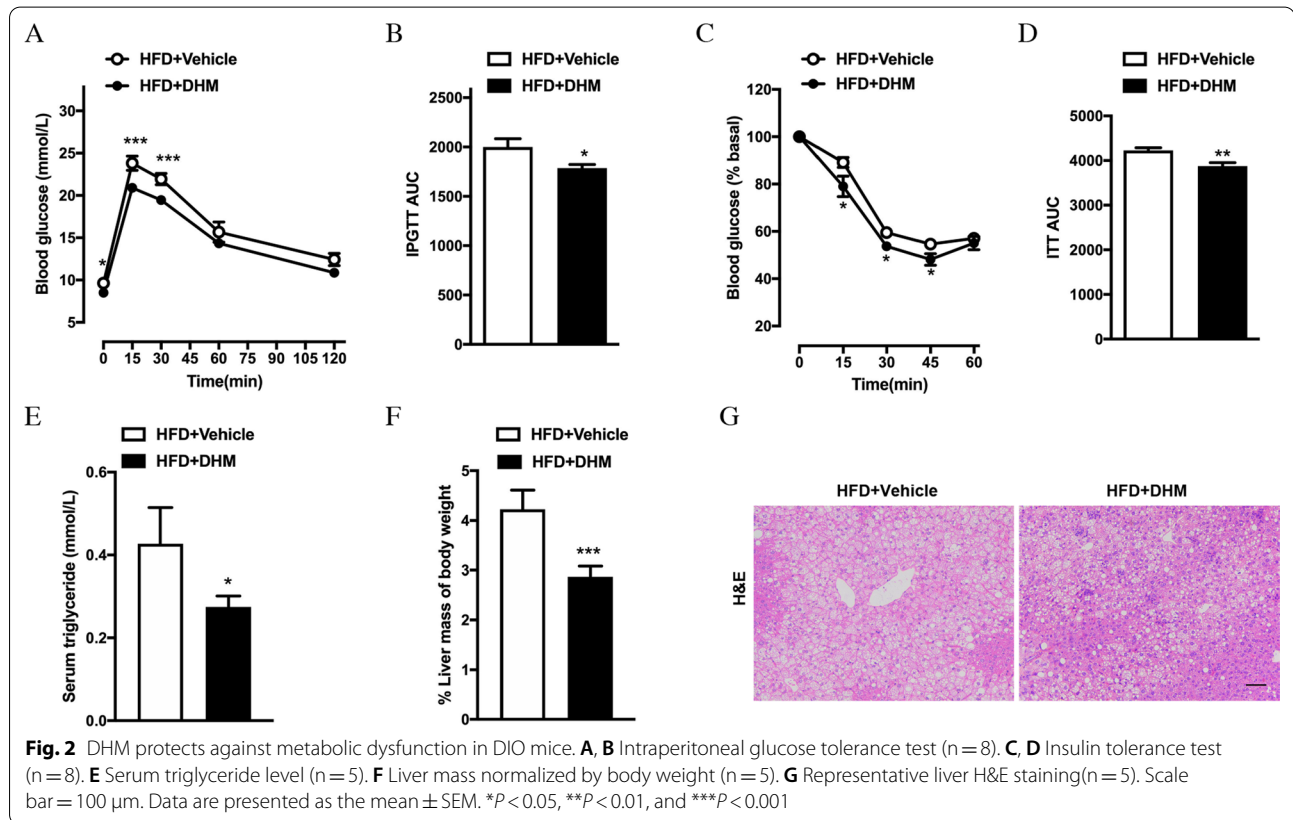 A
HFD+Vehicle
HFD+DHM
Blood glucose (mmol/L)
30
25
20
15
10
5
*
***
***
0 15 30 45 60 75 90 105 120
Time(min)
B
HFD+Vehicle
HFD+DHM
IPGTT AUC
2500
2000
1500
1000
500
0
*
C
HFD+Vehicle
HFD+DHM
Blood glucose (% basal)
120
100
80
60
40
20
*
*
*
0 15 30 45 60
Time(min)
D
HFD+Vehicle
HFD+DHM
ITT AUC
5000
4000
3000
2000
1000
0
**
E
HFD+Vehicle
HFD+DHM
Serum triglyceride (mmol/L)
0.6
0.4
0.2
0.0
*
F
HFD+Vehicle
HFD+DHM
% Liver mass of body weight
5
4
3
2
1
0
***
G
HFD+Vehicle
HFD+DHM
H&E
Fig. 2 DHM protects against metabolic dysfunction in DIO mice. A, B Intraperitoneal glucose tolerance test (n = 8). C, D Insulin tolerance test
(n = 8). E Serum triglyceride level (n = 5). F Liver mass normalized by body weight (n = 5). G Representative liver H&E staining(n = 5). Scale
bar = 100 μm. Data are presented as the mean ± SEM. *P < 0.05, **P < 0.01, and ***P < 0.001